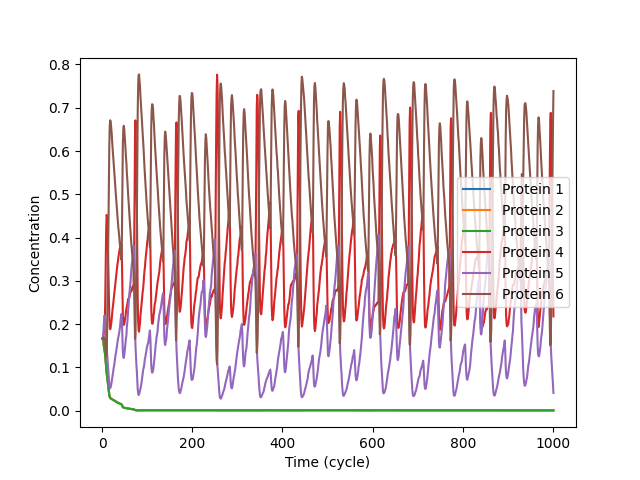 0.8
0.7
0.6
0.5
0.4
0.3
0.2
0.1
0.0
Concentration
Protein 1
Protein 2
Protein 3
Protein 4
Protein 5
Protein 6
0 200 400 600 800 1000
Time (cycle)